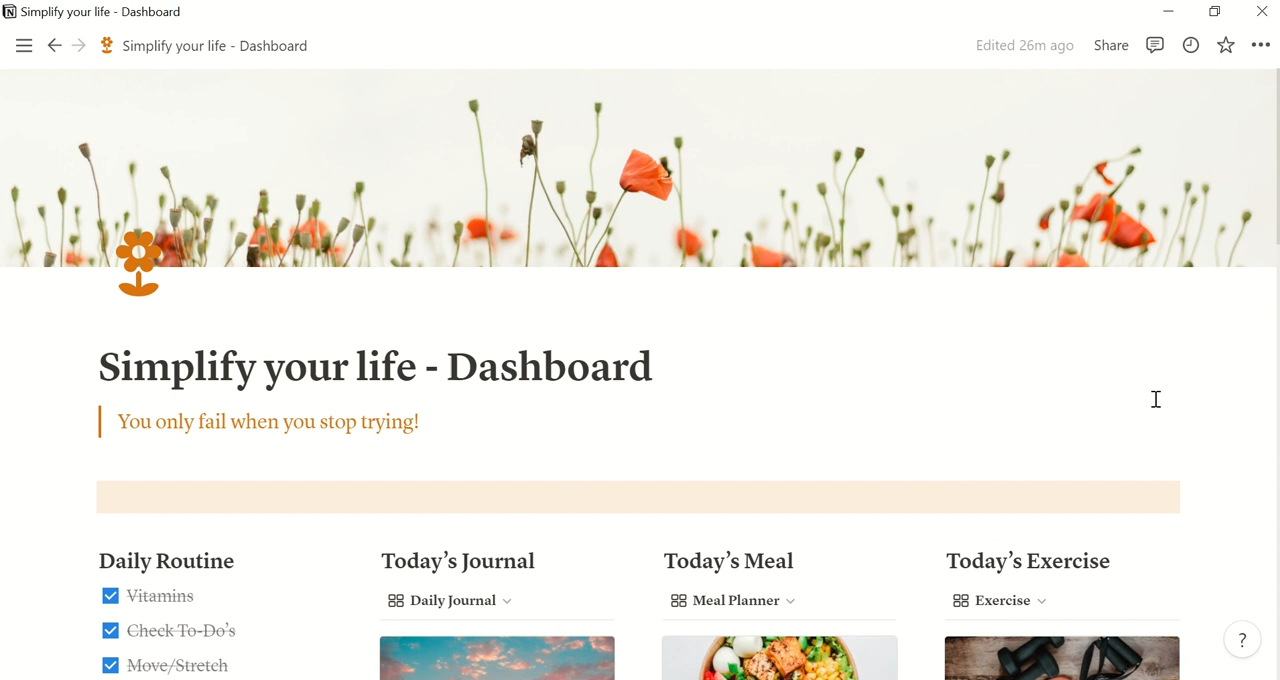 Simplify your life - Dashboard
Simplify your life - Dashboard
Edited 26m ago
Share
Simplify your life - Dashboard
You only fail when you stop trying!
Daily Routine
Vitamins
Check To-Do's
Move/Stretch
Today's Journal
Daily Journal
Today's Meal
Meal Planner
Today's Exercise
Exercise
?